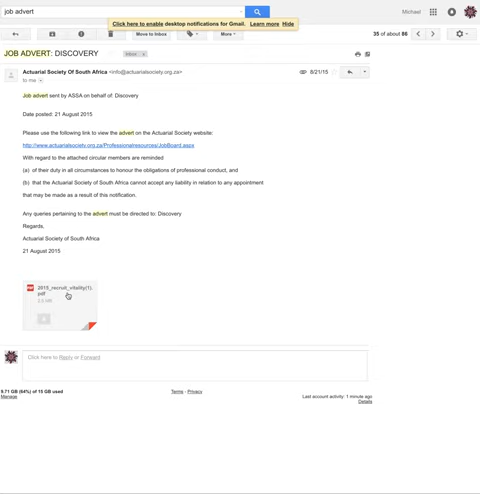 job advert
Michael
Click here to enable desktop notifications for Gmail. Learn more Hide
Move to Inbox
More
35 of about 86
JOB ADVERT: DISCOVERY
Inbox x
Actuarial Society Of South Africa <info@actuarialsociety.org.za>
8/21/15
to me
Job advert sent by ASSA on behalf of: Discovery
Date posted: 21 August 2015
Please use the following link to view the advert on the Actuarial Society website:
http://www.actuarialsociety.org.za/Professionalresources/JobBoard.aspx
With regard to the attached circular members are reminded
(a) of their duty in all circumstances to honour the obligations of professional conduct, and
(b) that the Actuarial Society of South Africa cannot accept any liability in relation to any appointment
that may be made as a result of this notification.
Any queries pertaining to the advert must be directed to: Discovery
Regards,
Actuarial Society of South Africa
21 August 2015
PDF
2015_recruit_vitality(1).
pdf
Click here to Reply or Forward
9.71 GB (64%) of 15 GB used
Manage
Terms - Privacy
Last account activity: 1 minute ago
Details